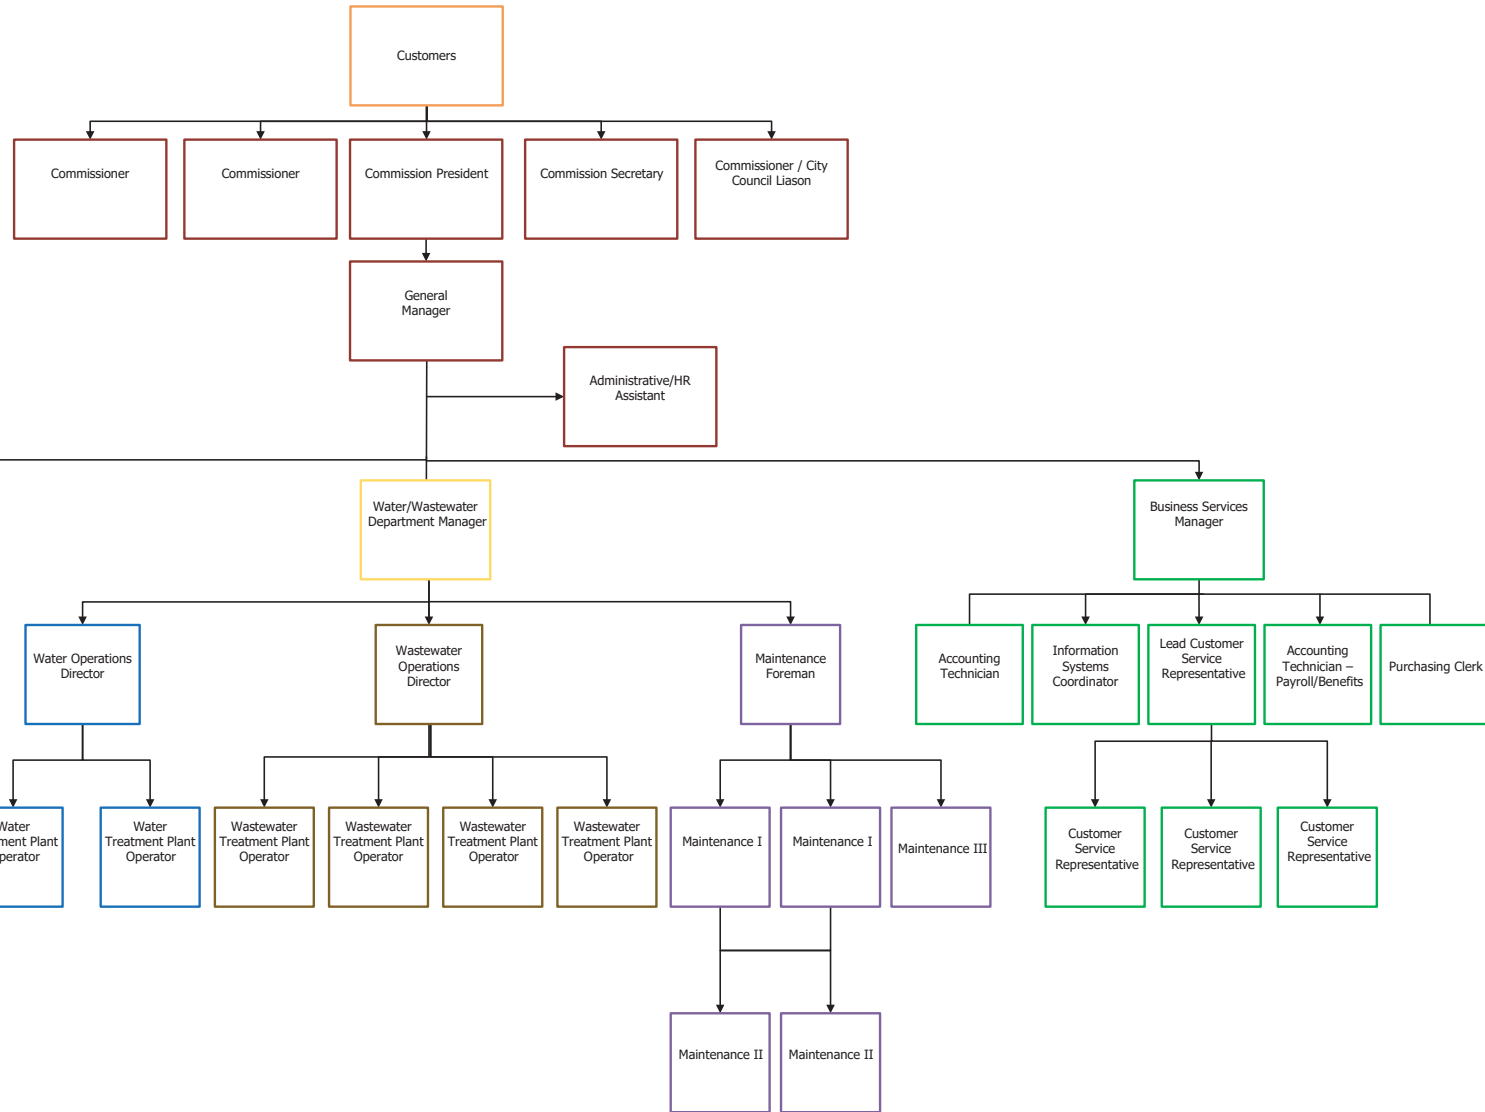 Customers
Commissioner
Commissioner
Commission President
Commission Secretary
Commissioner / City
Council Liason
General
Manager
Administrative/HR
Assistant
Water/Wastewater
Department Manager
Business Services
Manager
Water Operations
Director
Wastewater
Operations
Director
Maintenance
Foreman
Accounting
Technician
Information
Systems
Coordinator
Lead Customer
Service
Representative
Accounting
Technician –
Payroll/Benefits
Purchasing Clerk
Water
Plant
Water
Treatment Plant
Operator
Wastewater
Treatment Plant
Operator
Wastewater
Treatment Plant
Operator
Wastewater
Treatment Plant
Operator
Wastewater
Treatment Plant
Operator
Maintenance I
Maintenance I
Maintenance III
Customer
Service
Representative
Customer
Service
Representative
Customer
Service
Representative
Maintenance II
Maintenance II